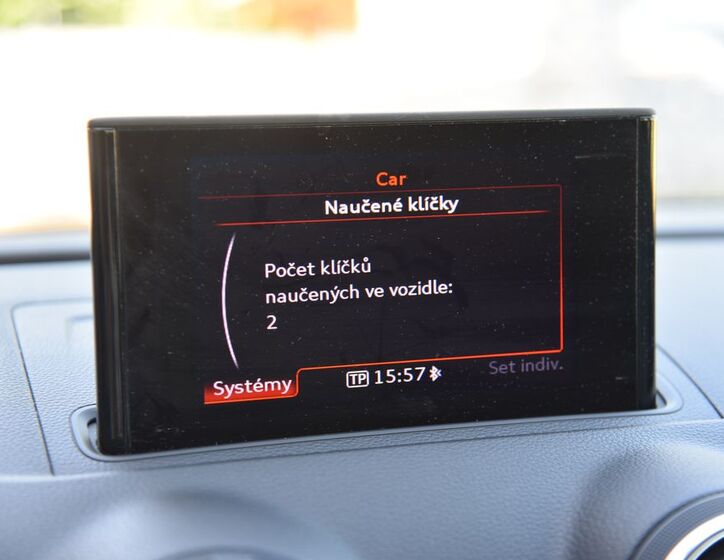 Car
Naučené klíčky
Počet klíčků
naučených ve vozidle:
2
Set indiv.
Systémy
TP 15:57